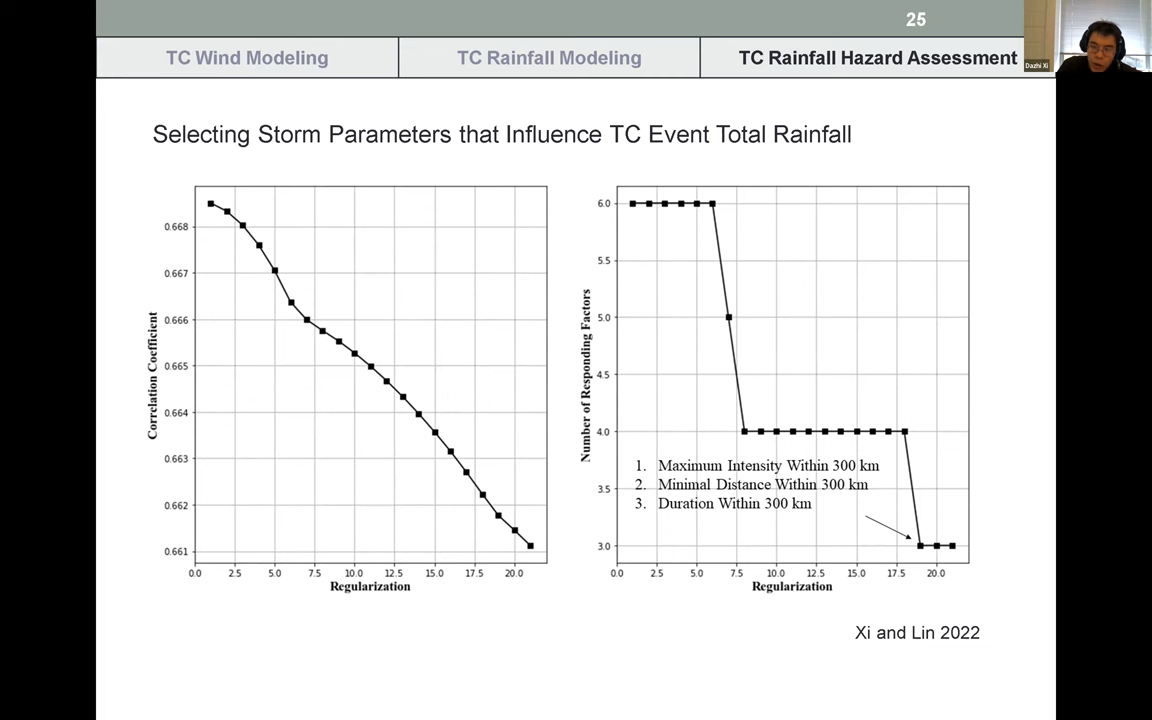 25
TC Wind Modeling
TC Rainfall Modeling
TC Rainfall Hazard Assessment
Dazhi Xi
Selecting Storm Parameters that Influence TC Event Total Rainfall
Correlation Coefficient
0.668
0.667
0.666
0.665
0.664
0.663
0.662
0.661
0.0 2.5 5.0 7.5 10.0 12.5 15.0 17.5 20.0
Regularization
Number of Responding Factors
6.0
5.5
5.0
4.5
4.0
3.5
3.0
1. Maximum Intensity Within 300 km
2. Minimal Distance Within 300 km
3. Duration Within 300 km
0.0 2.5 5.0 7.5 10.0 12.5 15.0 17.5 20.0
Regularization
Xi and Lin 2022